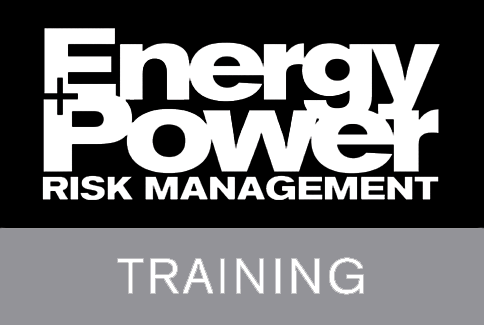 Energy
+
Power
RISK MANAGEMENT
TRAINING